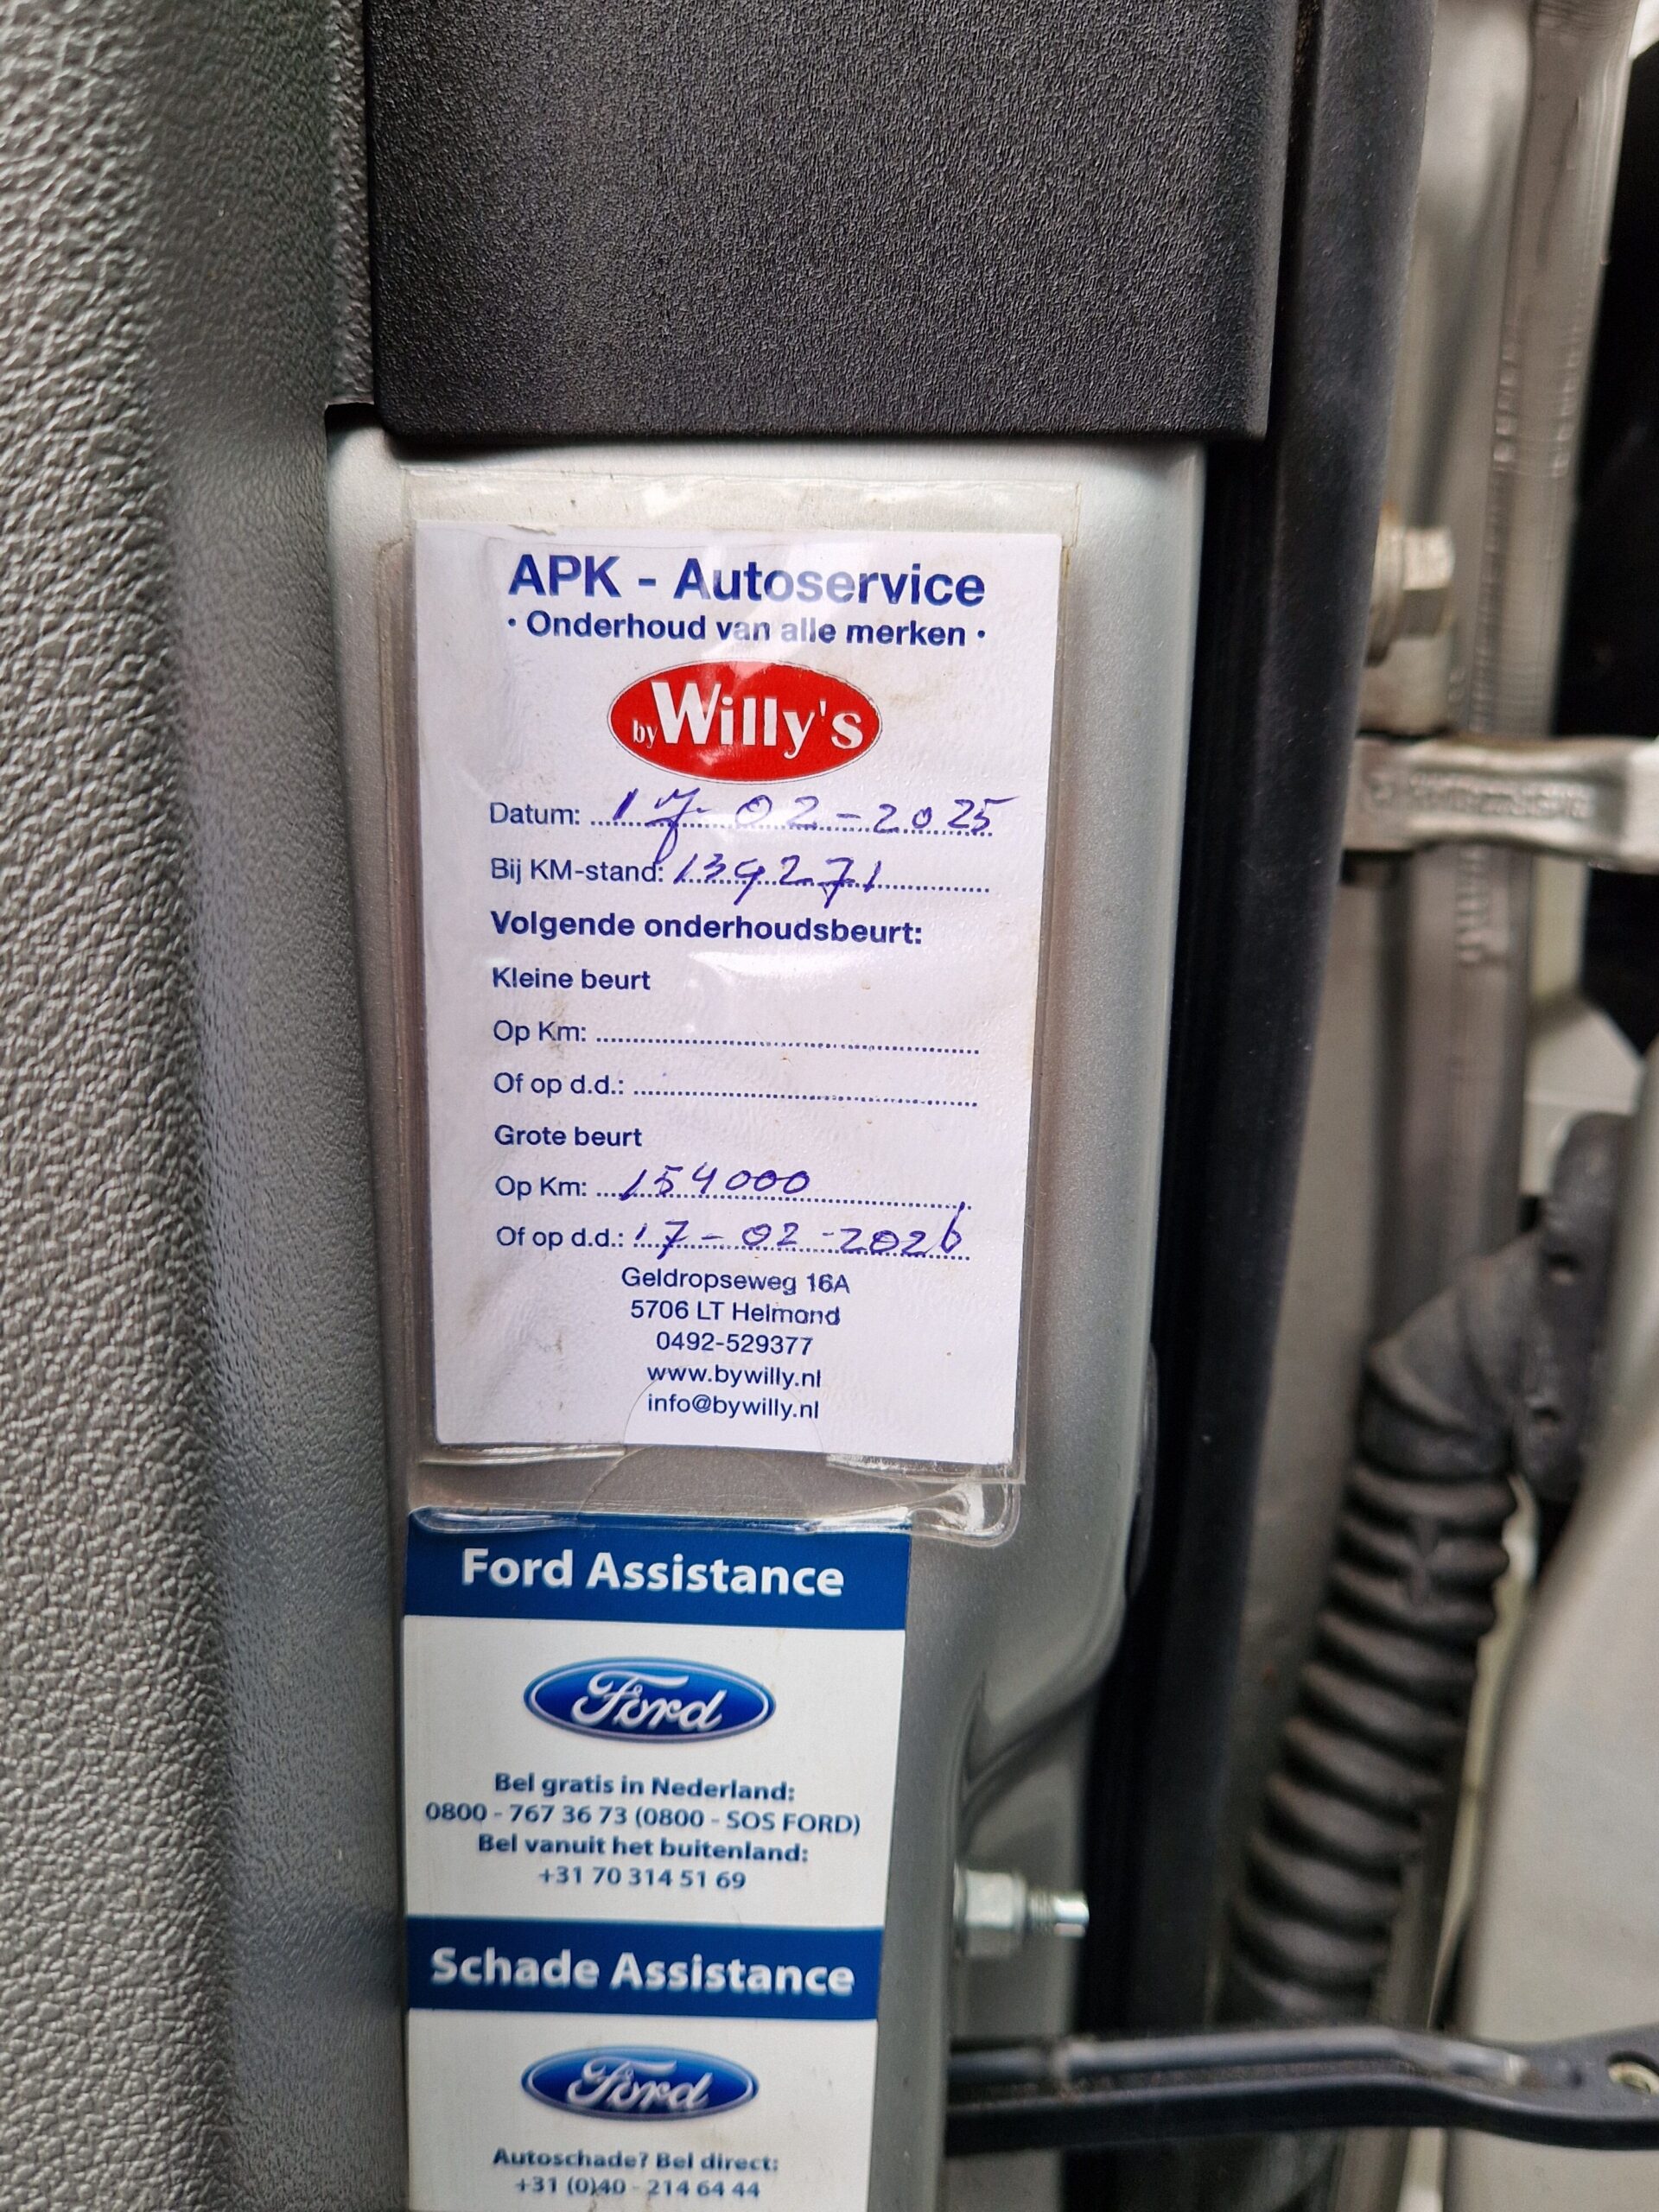 APK - Autoservice
• Onderhoud van alle merken •
by Willy's
Datum: 17-02-2025
Bij KM-stand: 139271
Volgende onderhoudsbeurt:
Kleine beurt
Op Km:
Of op d.d.:
Grote beurt
Op Km: 154000
Of op d.d.: 17-02-2026
Geldropseweg 16A
5706 LT Helmond
0492-529377
www.bywilly.nl
info@bywilly.nl
Ford Assistance
Ford
Bel gratis in Nederland:
0800 - 767 36 73 (0800 - SOS FORD)
Bel vanuit het buitenland:
+31 70 314 51 69
Schade Assistance
Ford
Autoschade? Bel direct:
+31 (0)40 - 214 64 44